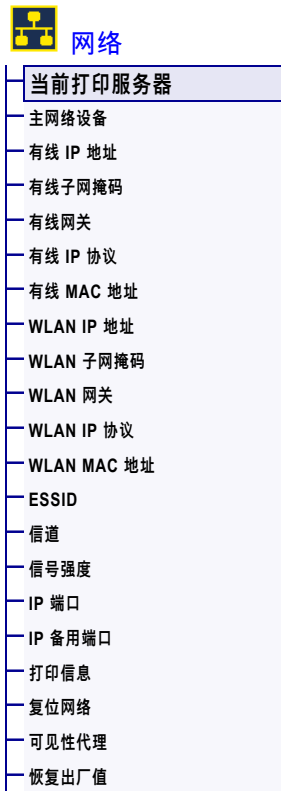 网络
当前打印服务器
主网络设备
有线 IP 地址
有线子网掩码
有线网关
有线 IP 协议
有线 MAC 地址
WLAN IP 地址
WLAN 子网掩码
WLAN 网关
WLAN IP 协议
WLAN MAC 地址
ESSID
信道
信号强度
IP 端口
IP 备用端口
打印信息
复位网络
可见性代理
恢复出厂值